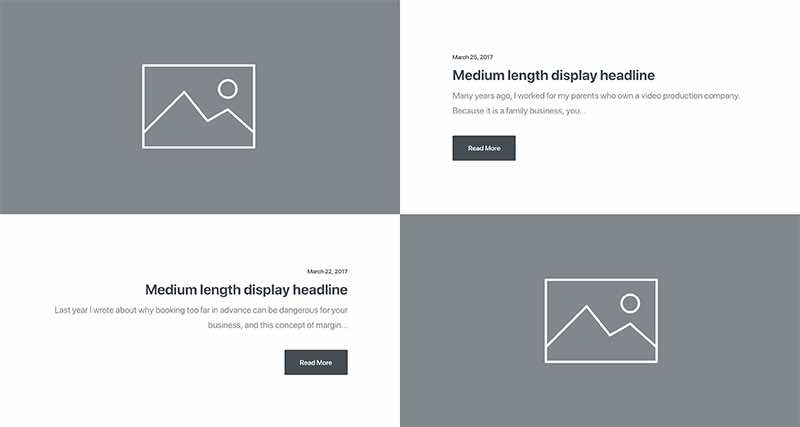 March 25, 2017
Medium length display headline
Many years ago, I worked for my parents who own a video production company.
Because it is a family business, you...
Read More
March 22, 2017
Medium length display headline
Last year I wrote about why booking too far in advance can be dangerous for your
business, and this concept of margin...
Read More